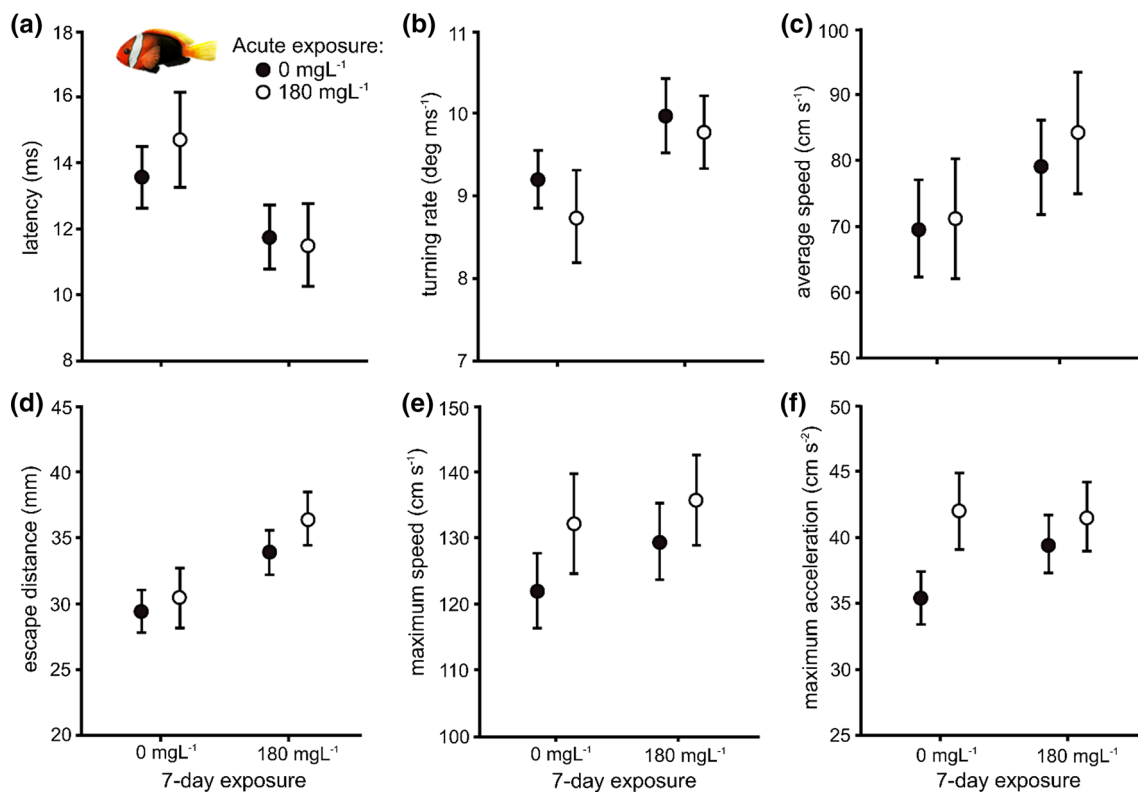 (a)
18
16
14
12
10
8
latency (ms)
Acute exposure:
0 mgL⁻¹
180 mgL⁻¹
(b)
11
10
9
8
7
turning rate (deg ms⁻¹)
(c)
100
90
80
70
60
50
average speed (cm s⁻¹)
(d)
45
40
35
30
25
20
escape distance (mm)
0 mgL⁻¹
180 mgL⁻¹
7-day exposure
(e)
150
140
130
120
110
100
maximum speed (cm s⁻¹)
0 mgL⁻¹
180 mgL⁻¹
7-day exposure
(f)
50
45
40
35
30
25
maximum acceleration (cm s⁻²)
0 mgL⁻¹
180 mgL⁻¹
7-day exposure